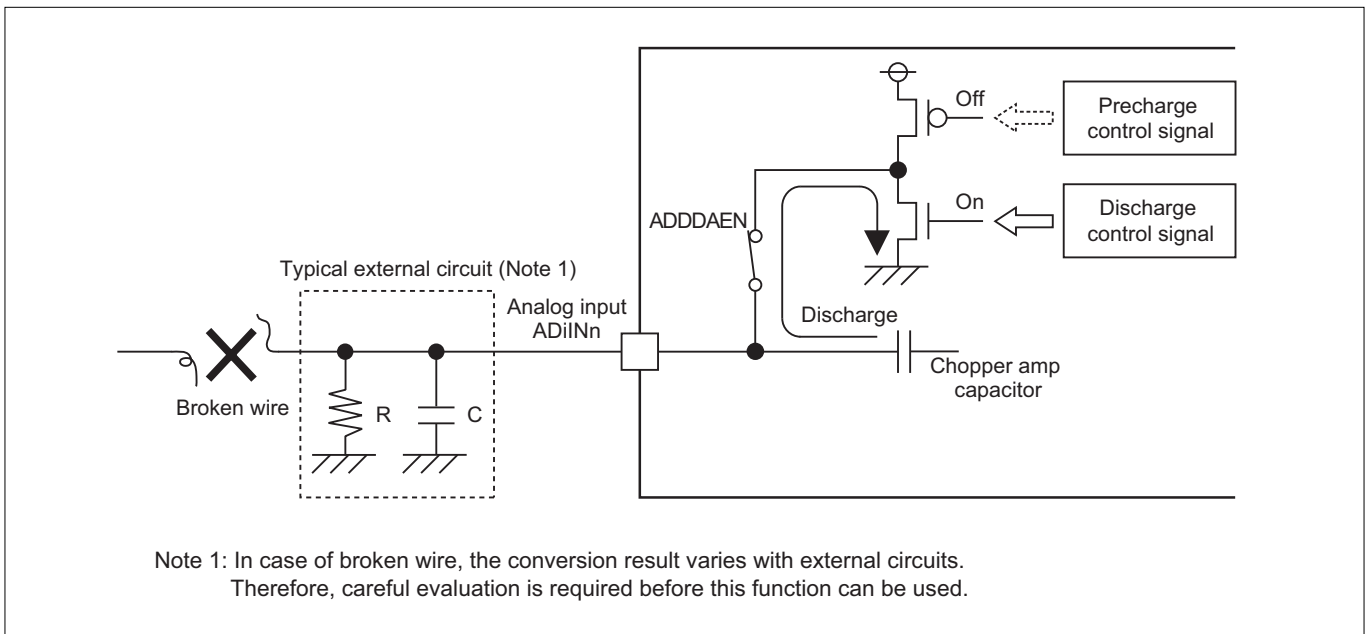 Off
Precharge
control signal
On
Discharge
control signal
ADDDAEN
Typical external circuit (Note 1)
Analog input
ADiINn
Discharge
Chopper amp
capacitor
Broken wire
R
C
Note 1: In case of broken wire, the conversion result varies with external circuits.
Therefore, careful evaluation is required before this function can be used.